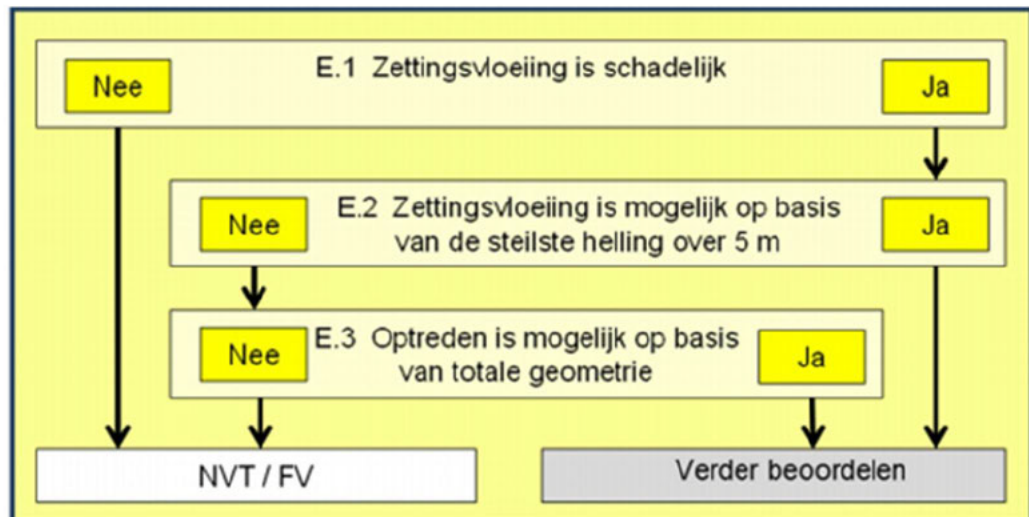 E.1 Zettingsvloeiing is schadelijk
Nee
Ja
E.2 Zettingsvloeiing is mogelijk op basis
van de steilste helling over 5 m
Nee
Ja
E.3 Optreden is mogelijk op basis
van totale geometrie
Nee
Ja
NVT / FV
Verder beoordelen